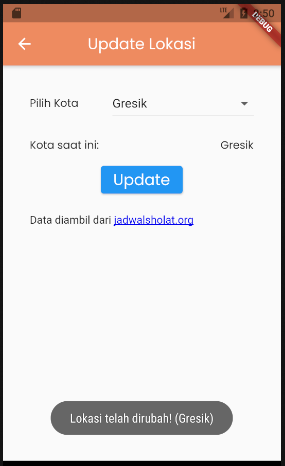 :50
DEBUG
Update Lokasi
Pilih Kota Gresik
Kota saat ini: Gresik
Update
Data diambil dari jadwalsholat.org
Lokasi telah dirubah! (Gresik)